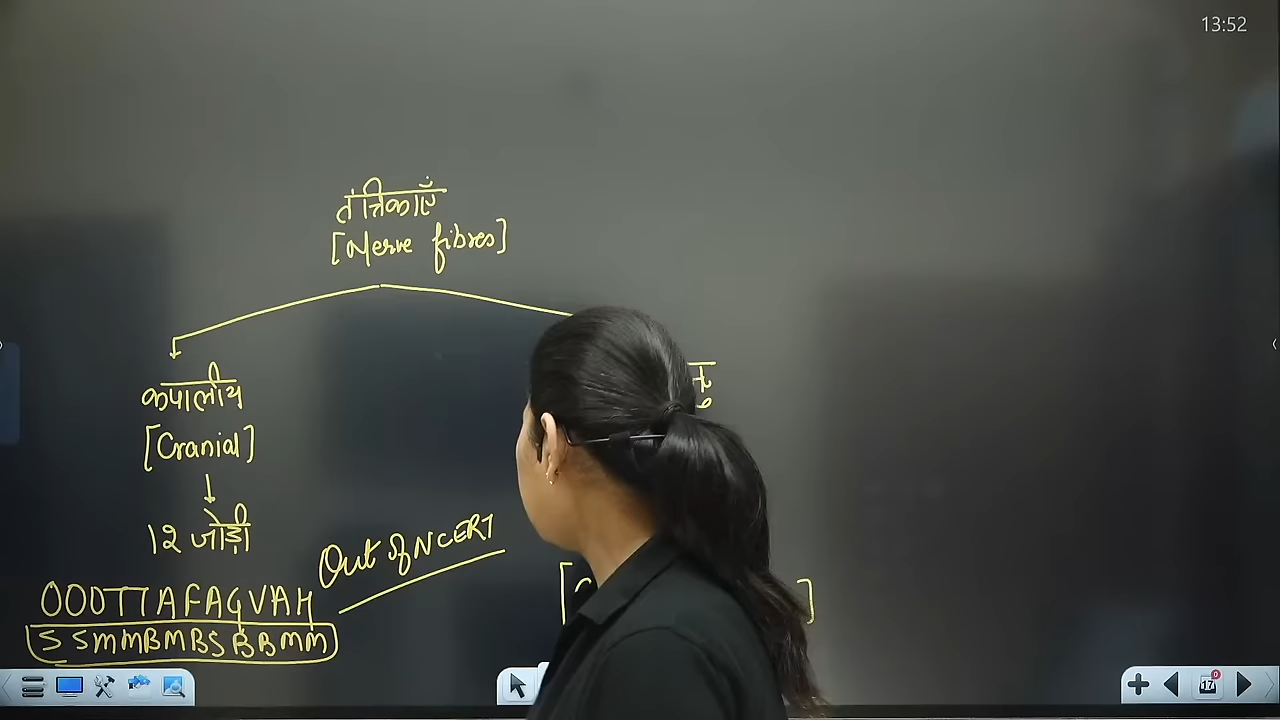 13:52
तंत्रिकाएँ
[Nerve fibres]
कपालीय
[Cranial]
12 जोड़ी
Out of NCERT
OOOTTAFAGVAH
SSMMBMBSBBMM